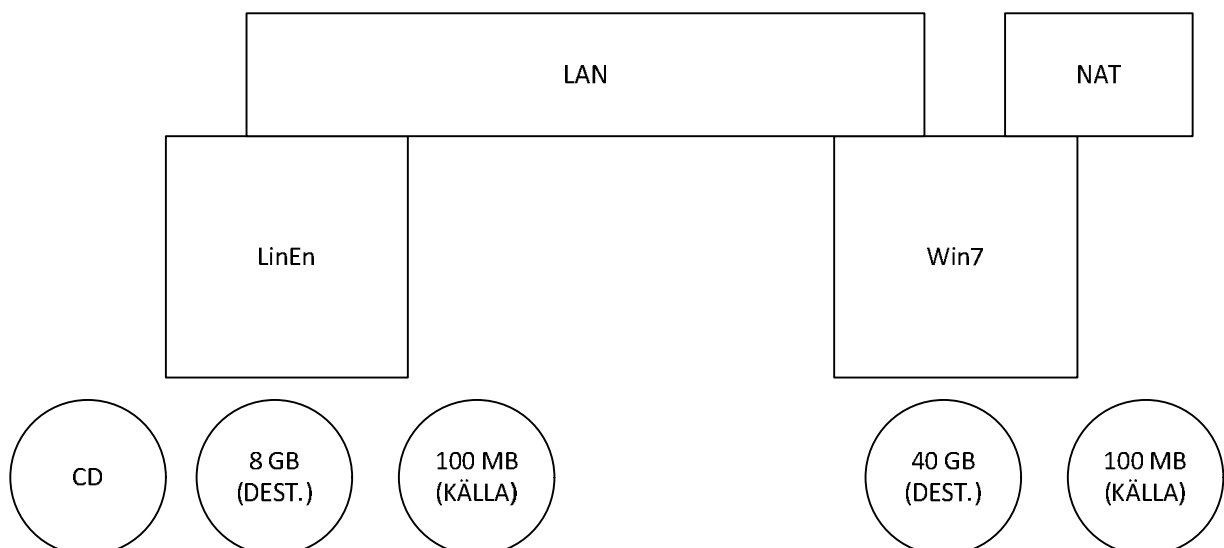 LAN
NAT
LinEn
Win7
CD
8 GB
(DEST.)
100 MB
(KÄLLA)
40 GB
(DEST.)
100 MB
(KÄLLA)